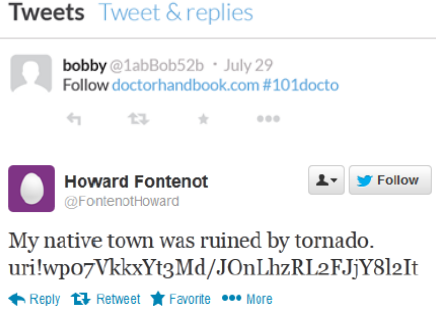 Tweets Tweet & replies
bobby @1abBob52b · July 29
Follow doctorhandbook.com #101docto
Howard Fontenot
Follow
@FontenotHoward
My native town was ruined by tornado.
uri!wp07VkkxYt3Md/JOnLhzRL2FJjY8l2It
Reply Retweet Favorite More